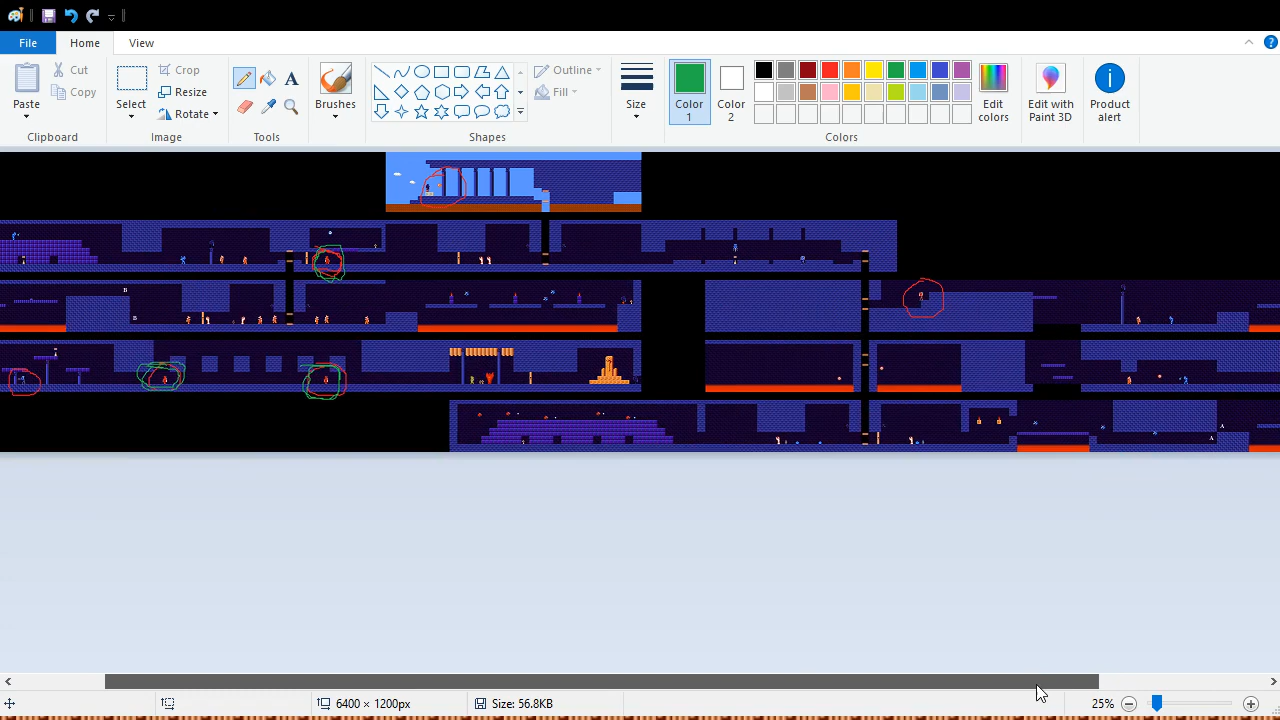 File Home View
Cut
Copy
Paste
Clipboard
Select
Crop
Resize
Rotate
Image
A
Tools
Brushes
Outline
Fill
Shapes
Size
Color 1
Color 2
Edit colors
Colors
Edit with Paint 3D
Product alert
B
B
A
A
6400 × 1200px
Size: 56.8KB
25%